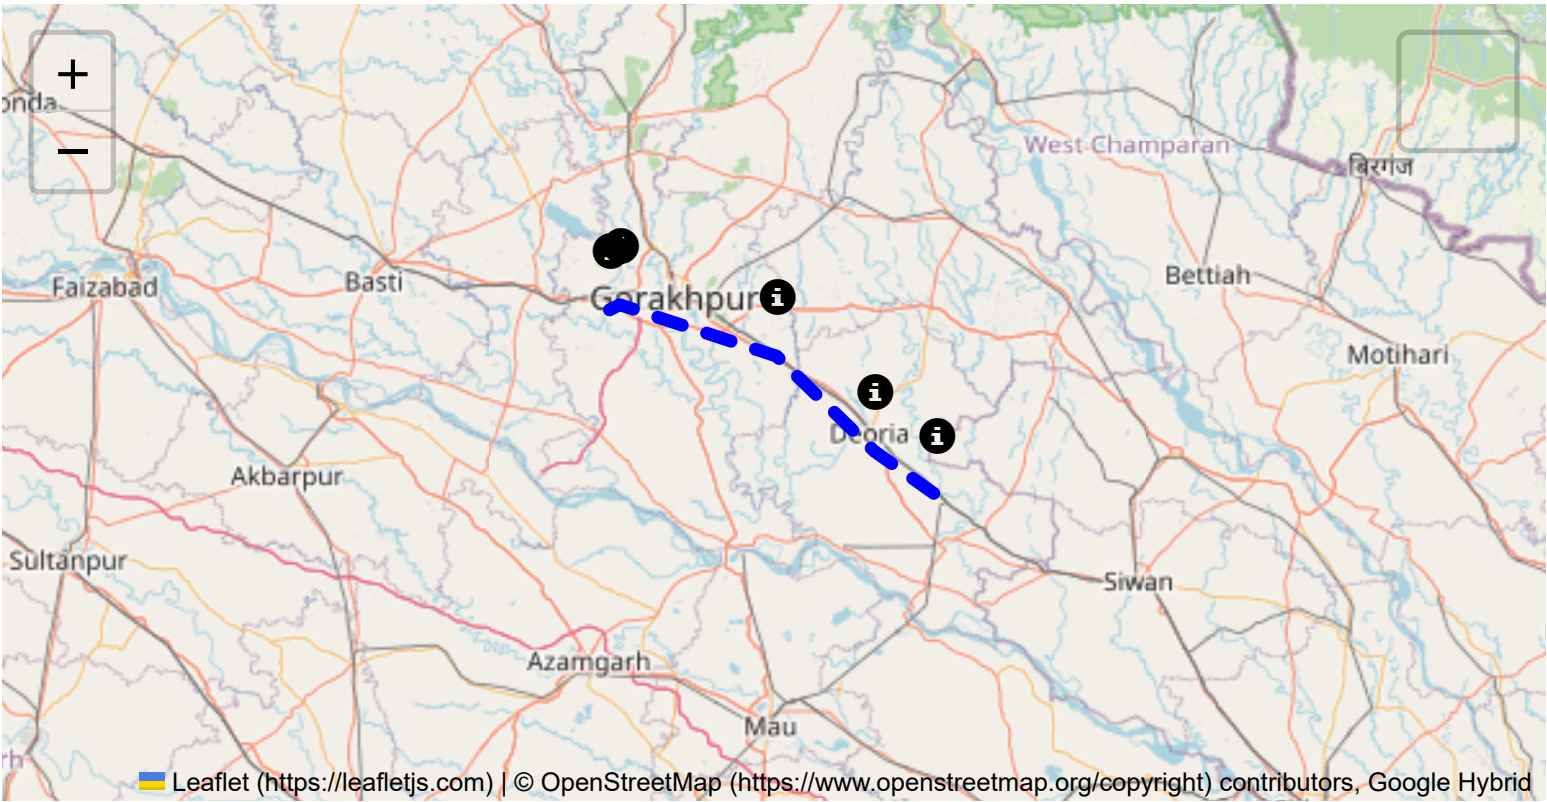 +
onda
−
West Champaran
बिरगंज
Faizabad
Basti
Gorakhpur
i
Bettiah
Motihari
i
Deoria
i
Akbarpur
Sultanpur
Siwan
Azamgarh
Mau
rh
Leaflet (https://leafletjs.com) | © OpenStreetMap (https://www.openstreetmap.org/copyright) contributors, Google Hybrid